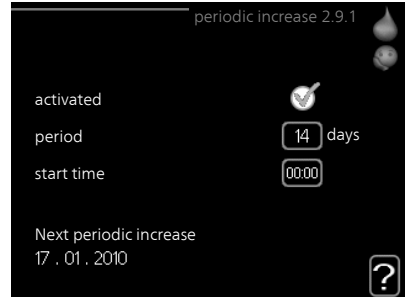 periodic increase 2.9.1
activated
period 14 days
start time 00:00
Next periodic increase
17 . 01 . 2010
?